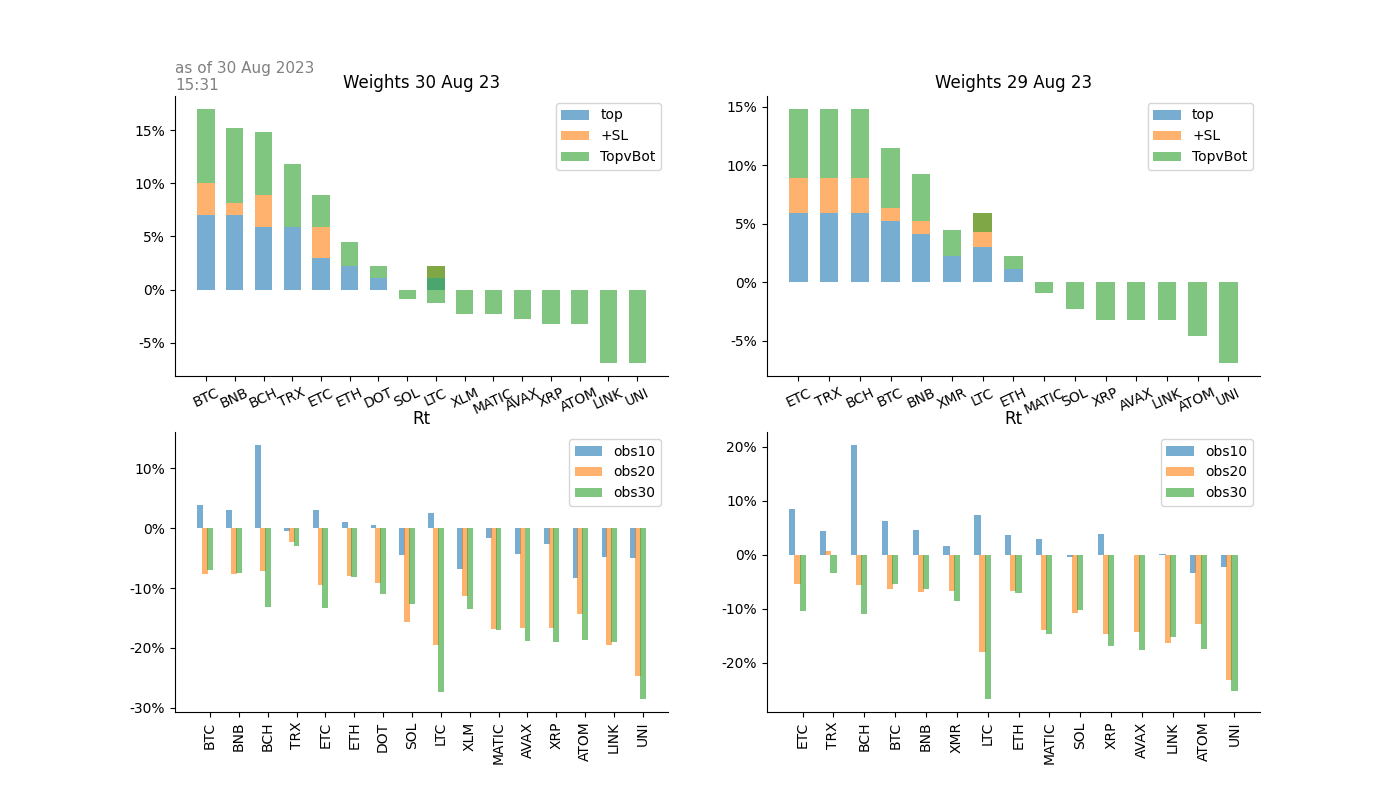 as of 30 Aug 2023
15:31
Weights 30 Aug 23
Weights 29 Aug 23
top
+SL
TopvBot
15%
10%
5%
0%
-5%
BTC BNB BCH TRX ETC ETH DOT SOL LTC XLM MATIC AVAX XRP ATOM LINK UNI
top
+SL
TopvBot
15%
10%
5%
0%
-5%
ETC TRX BCH BTC BNB XMR LTC ETH MATIC SOL XRP AVAX LINK ATOM UNI
Rt
obs10
obs20
obs30
10%
0%
-10%
-20%
-30%
BTC BNB BCH TRX ETC ETH DOT SOL LTC XLM MATIC AVAX XRP ATOM LINK UNI
Rt
obs10
obs20
obs30
20%
10%
0%
-10%
-20%
ETC TRX BCH BTC BNB XMR LTC ETH MATIC SOL XRP AVAX LINK ATOM UNI